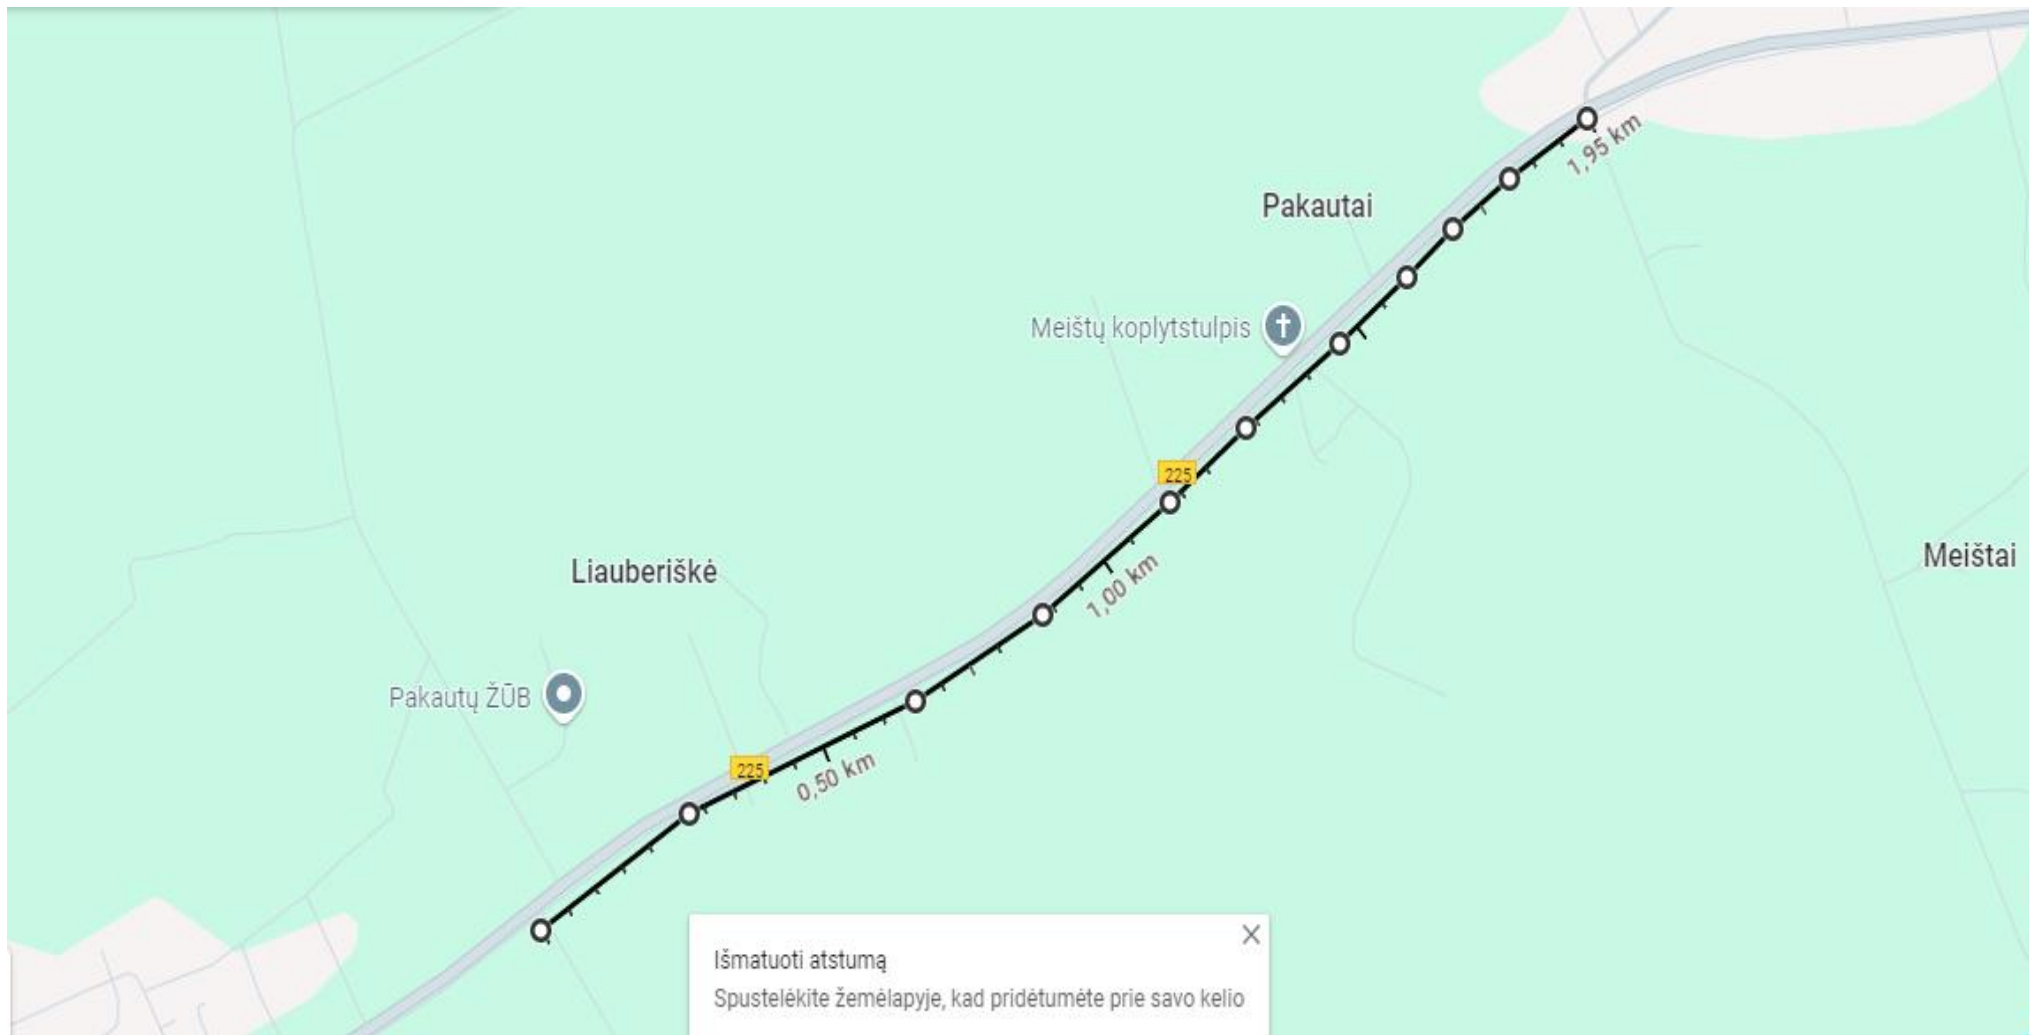 1,95 km
Pakautai
Meištų koplytstulpis
225
Meištai
1,00 km
Liauberiškė
Pakautų ŽŪB
225
0,50 km
Išmatuoti atstumą
Spustelėkite žemėlapyje, kad pridėtumėte prie savo kelio